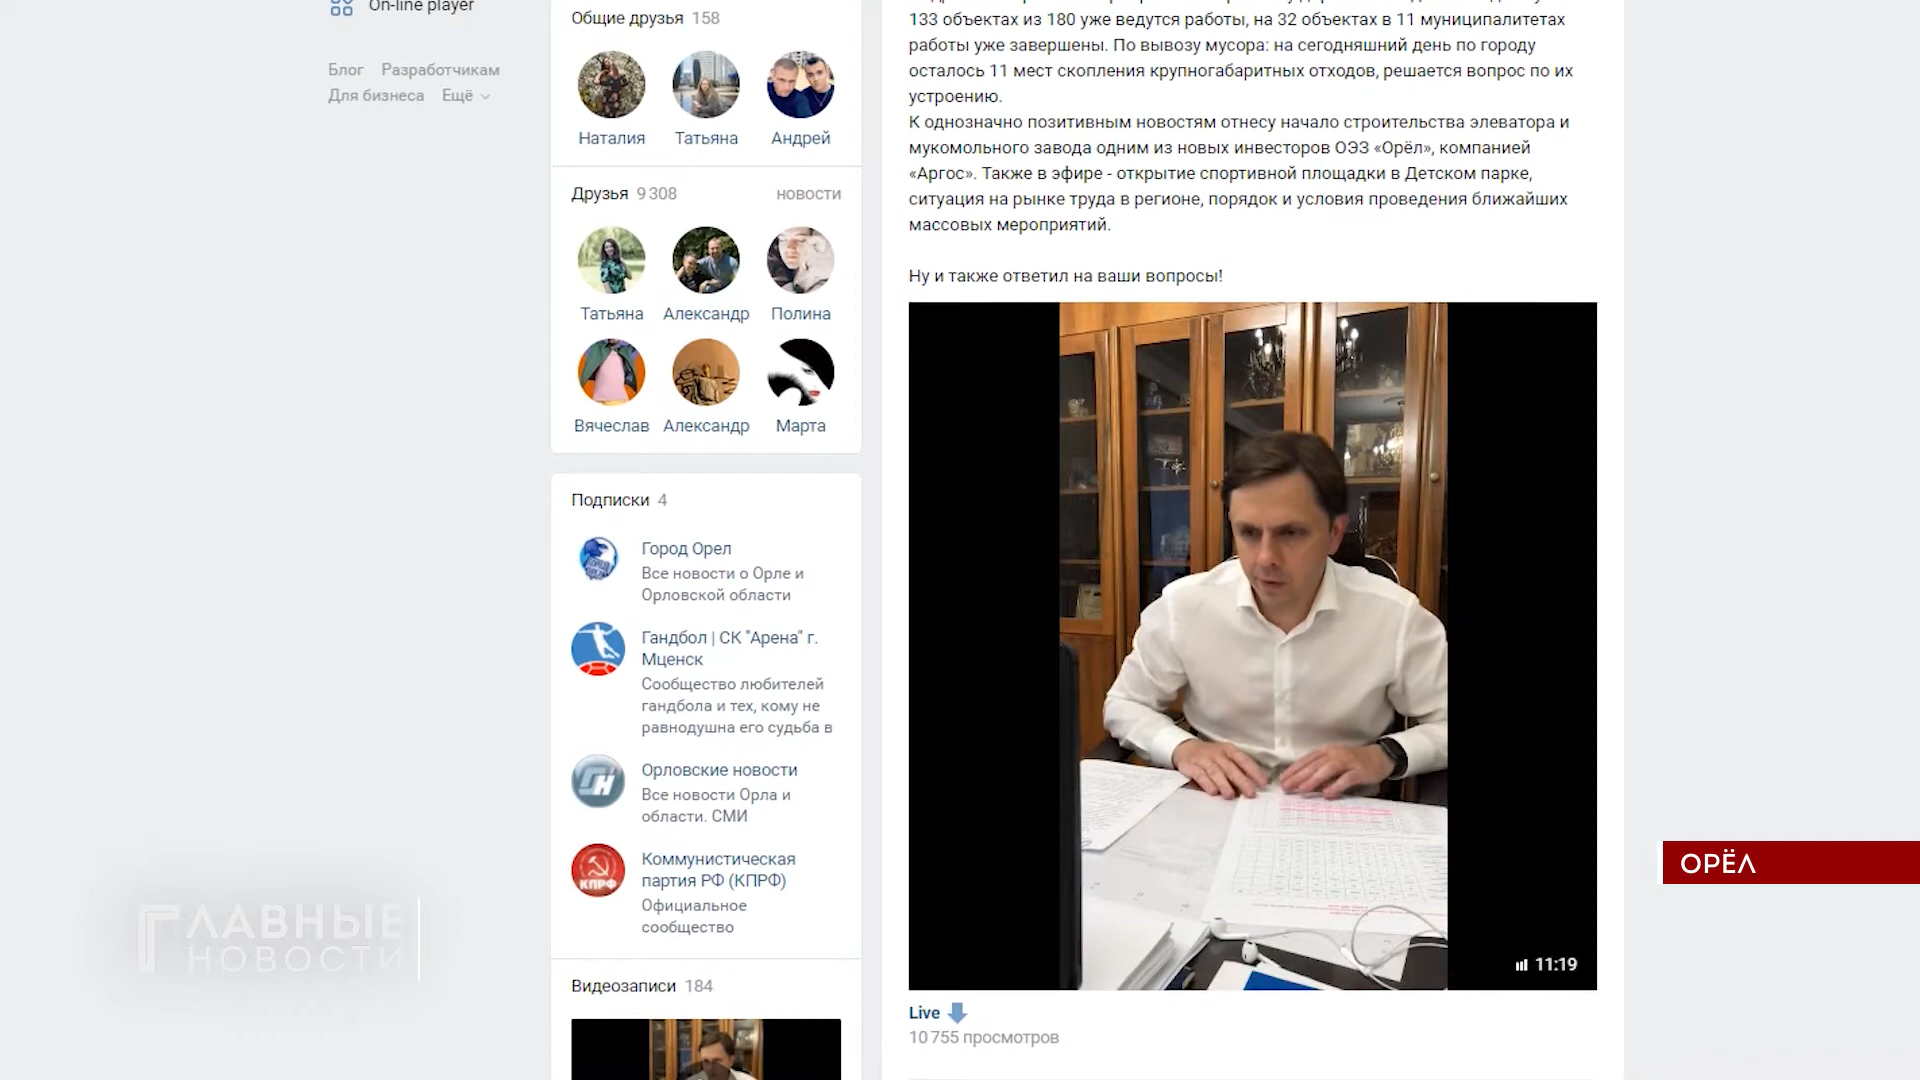 On-line player
Блог Разработчикам
Для бизнеса Ещё
Общие друзья 158
Наталия Татьяна Андрей
Друзья 9 308 новости
Татьяна Александр Полина
Вячеслав Александр Марта
Подписки 4
Город Орел
Все новости о Орле и
Орловской области
Гандбол | СК "Арена" г.
Мценск
Сообщество любителей
гандбола и тех, кому не
равнодушна его судьба в
Орловские новости
Все новости Орла и
области. СМИ
Коммунистическая
партия РФ (КПРФ)
Официальное
сообщество
КПРФ
Видеозаписи 184
133 объектах из 180 уже ведутся работы, на 32 объектах в 11 муниципалитетах
работы уже завершены. По вывозу мусора: на сегодняшний день по городу
осталось 11 мест скопления крупногабаритных отходов, решается вопрос по их
устроению.
К однозначно позитивным новостям отнесу начало строительства элеватора и
мукомольного завода одним из новых инвесторов ОЭЗ «Орёл», компанией
«Аргос». Также в эфире - открытие спортивной площадки в Детском парке,
ситуация на рынке труда в регионе, порядок и условия проведения ближайших
массовых мероприятий.
Ну и также ответил на ваши вопросы!
11:19
Live
10 755 просмотров
ОРЁЛ
ГЛАВНЫЕ
НОВОСТИ